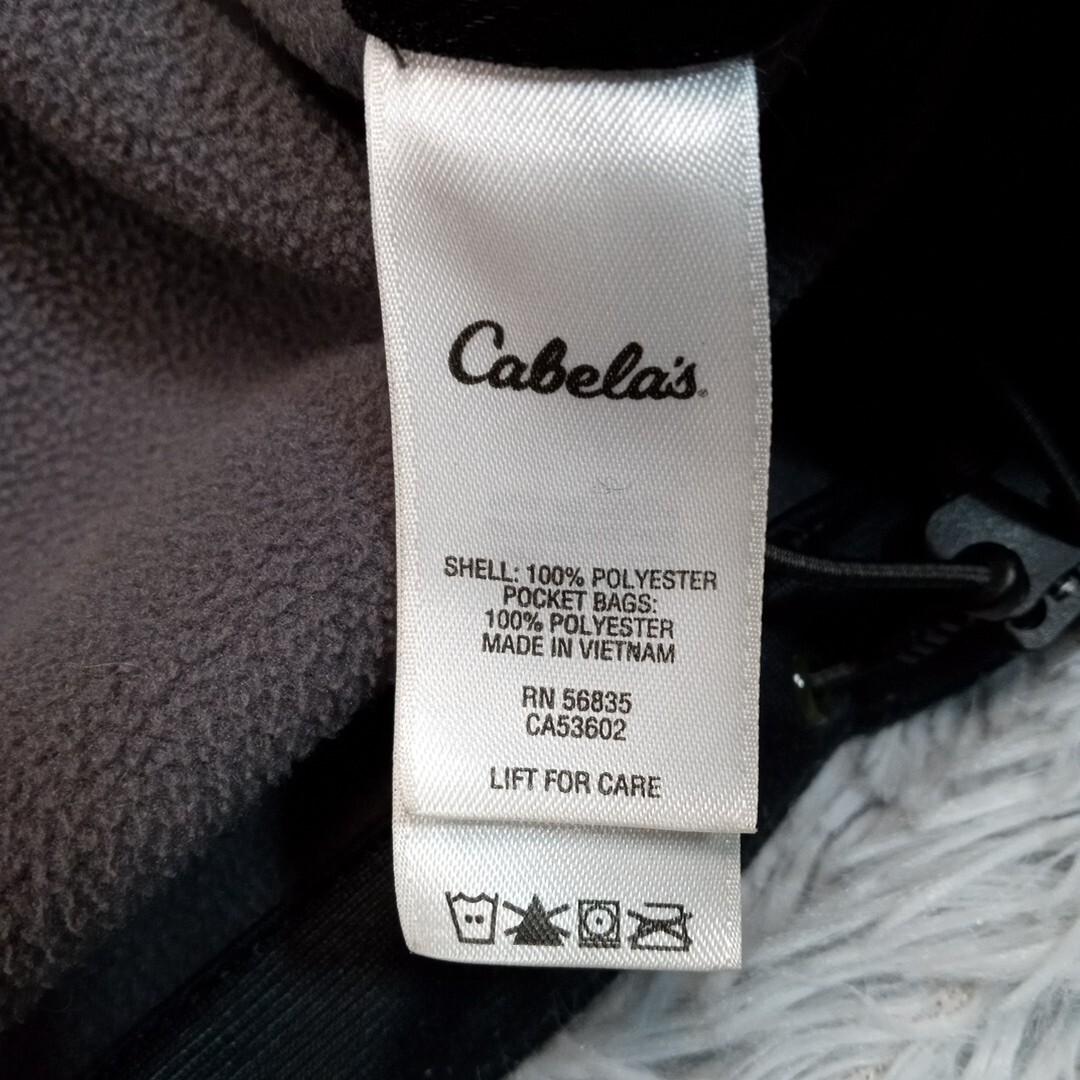 Cabela's®
SHELL: 100% POLYESTER
POCKET BAGS:
100% POLYESTER
MADE IN VIETNAM
RN 56835
CA53602
LIFT FOR CARE